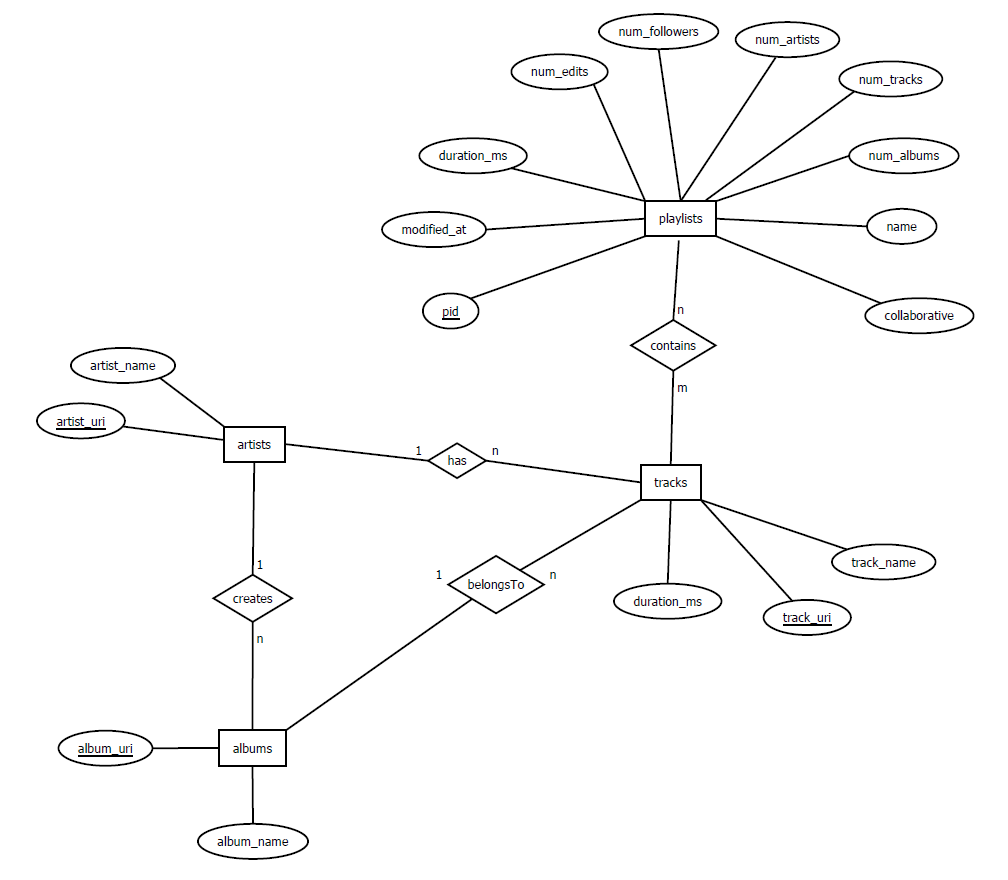 num_followers
num_artists
num_edits
num_tracks
duration_ms
num_albums
playlists
modified_at
name
pid
collaborative
n
contains
m
artist_name
artist_uri
artists
1
has
n
tracks
1
creates
n
1
belongsTo
n
track_name
duration_ms
track_uri
album_uri
albums
album_name